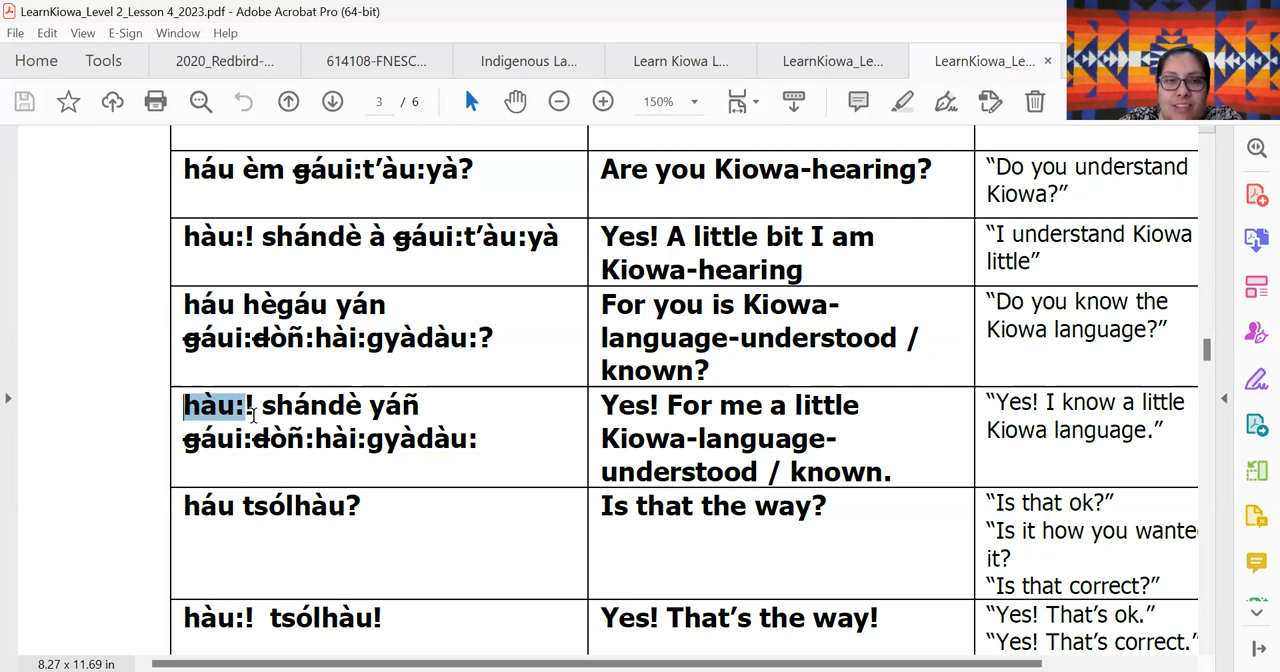 LearnKiowa_Level 2_Lesson 4_2023.pdf - Adobe Acrobat Pro (64-bit)
File Edit View E-Sign Window Help
Home Tools 2020_Redbird-... 614108-FNESC... Indigenous La... Learn Kiowa L... LearnKiowa_Le... LearnKiowa_Le... ×
3 / 6 150%
háu èm g̶áui:t’àu:yà?
Are you Kiowa-hearing?
“Do you understand
Kiowa?”
hàu:! shándè à g̶áui:t’àu:yà
Yes! A little bit I am
Kiowa-hearing
“I understand Kiowa
little”
háu hègáu yán
g̶áui:d̶òñ:hài:gyàdàu:?
For you is Kiowa-
language-understood /
known?
“Do you know the
Kiowa language?”
hàu:! shándè yáñ
g̶áui:d̶òñ:hài:gyàdàu:
Yes! For me a little
Kiowa-language-
understood / known.
“Yes! I know a little
Kiowa language.”
háu tsólhàu?
Is that the way?
“Is that ok?”
“Is it how you wante
it?
“Is that correct?”
hàu:! tsólhàu!
Yes! That’s the way!
“Yes! That’s ok.”
“Yes! That’s correct.”
8.27 x 11.69 in